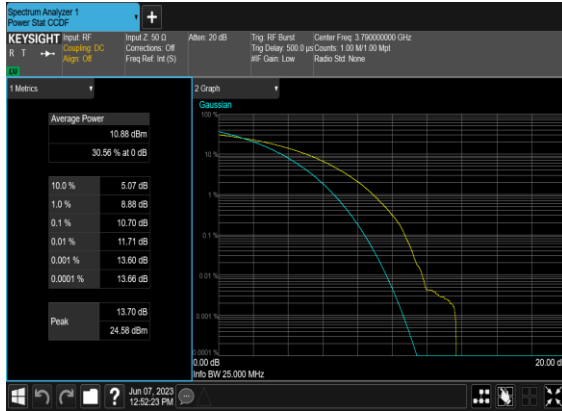 Spectrum Analyzer 1
Power Stat CCDF
+
KEYSIGHT
R T
LU
Input: RF
Coupling: DC
Align: Off
Input Z: 50 Ω
Corrections: Off
Freq Ref: Int (S)
Atten: 20 dB
Trig: RF Burst
Trig Delay: 500.0 µs
#IF Gain: Low
Center Freq: 3.790000000 GHz
Counts: 1.00 M/1.00 Mpt
Radio Std: None
1 Metrics
Average Power
10.88 dBm
30.56 % at 0 dB
10.0 % 5.07 dB
1.0 % 8.88 dB
0.1 % 10.70 dB
0.01 % 11.71 dB
0.001 % 13.60 dB
0.0001 % 13.66 dB
Peak
13.70 dB
24.58 dBm
2 Graph
Gaussian
100 %
10 %
1 %
0.1 %
0.01 %
0.001 %
0.0001 %
0.00 dB
20.00 d
Info BW 25.000 MHz
?
Jun 07, 2023
12:52:23 PM